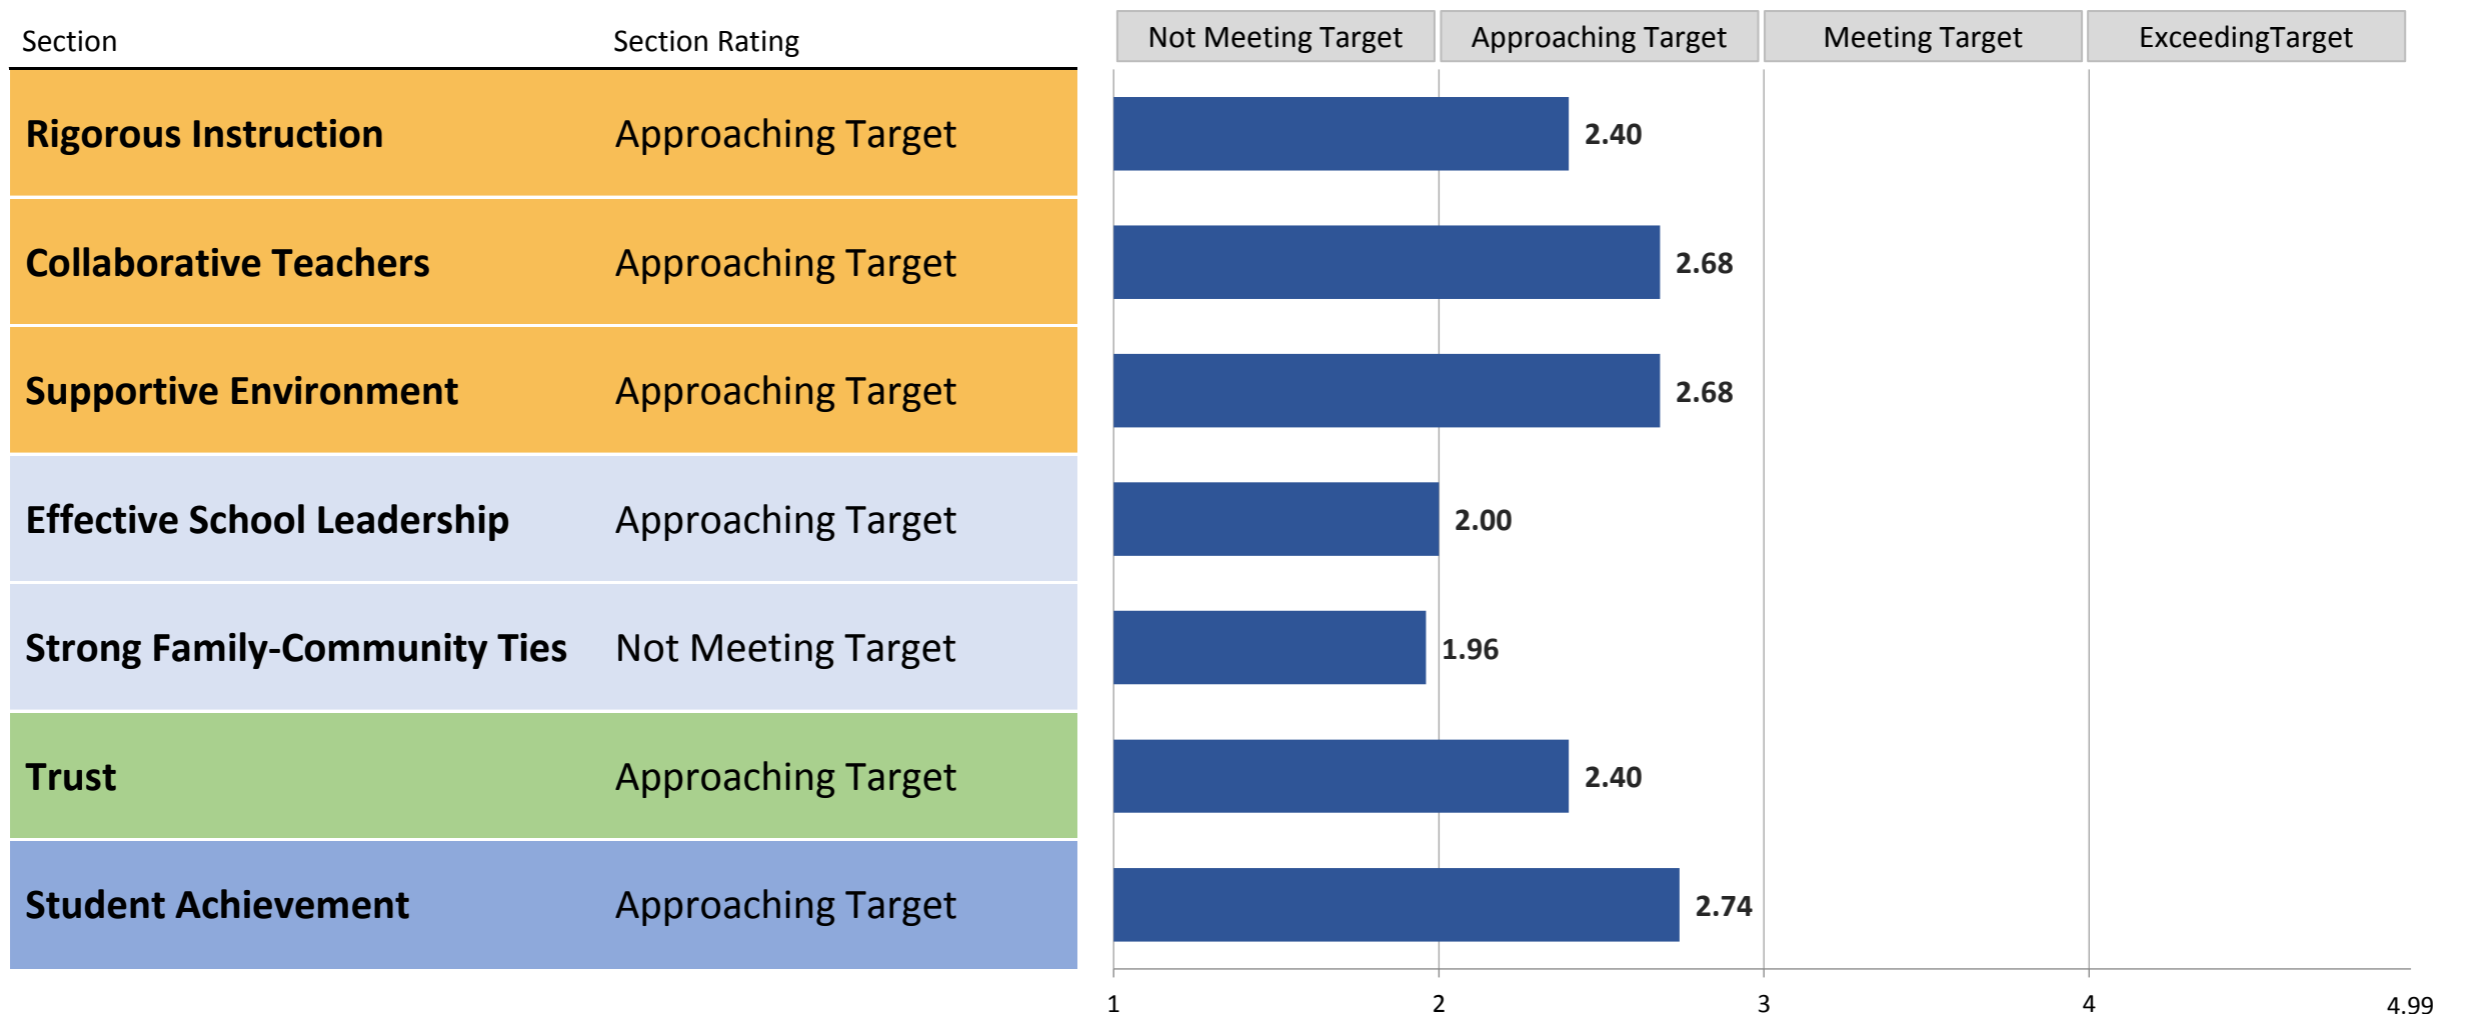 Section Section Rating Not Meeting Target Approaching Target Meeting Target ExceedingTarget
Rigorous Instruction Approaching Target 2.40
Collaborative Teachers Approaching Target 2.68
Supportive Environment Approaching Target 2.68
Effective School Leadership Approaching Target 2.00
Strong Family-Community Ties Not Meeting Target 1.96
Trust Approaching Target 2.40
Student Achievement Approaching Target 2.74
1 2 3 4 4.99